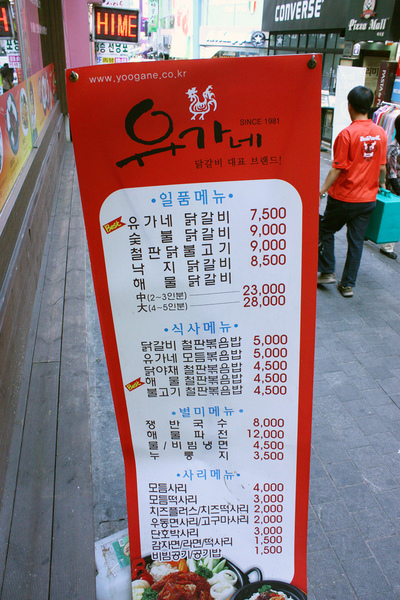 HIME
CONVERSE
Pizza Mall
www.yoogane.co.kr
SINCE 1981
유가네
닭갈비 대표 브랜드!
•일품메뉴•
Best 유가네 닭갈비 7,500
숯불닭갈비 9,000
철판닭불고기 9,000
낙지닭갈비 8,500
해물닭갈비
中(2~3인분) 23,000
大(4~5인분) 28,000
•식사메뉴•
닭갈비 철판볶음밥 5,000
유가네 모듬볶음밥 5,000
닭야채 철판볶음밥 4,500
Best 해물 철판볶음밥 4,500
불고기 철판볶음밥 4,500
•별미메뉴•
쟁반국수 8,000
해물파전 12,000
물/비빔냉면 4,500
누룽지 3,500
•사리메뉴•
모듬사리 4,000
모듬떡사리 3,000
치즈플러스/치즈떡사리 2,000
우동면사리/고구마사리 2,000
단호박사리 3,000
감자면/라면/떡사리 1,500
비빔공기/공기밥 1,500